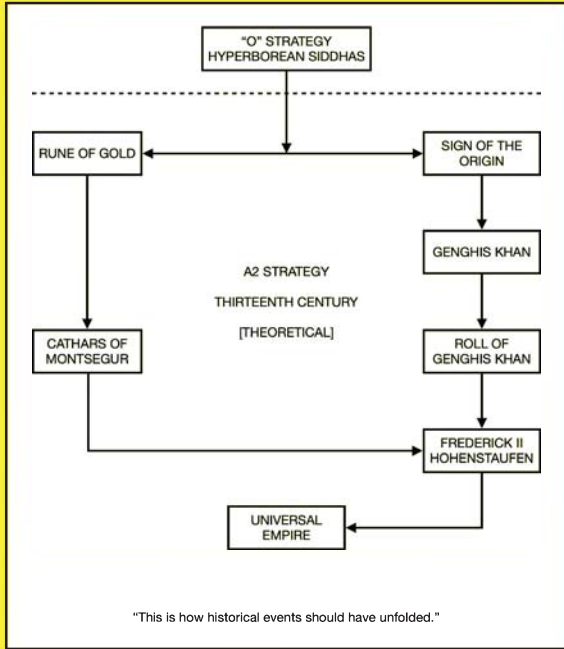 “O” STRATEGY
HYPERBOREAN SIDDHAS
RUNE OF GOLD
SIGN OF THE
ORIGIN
GENGHIS KHAN
A2 STRATEGY
THIRTEENTH CENTURY
[THEORETICAL]
CATHARS OF
MONTSEGUR
ROLL OF
GENGHIS KHAN
FREDERICK II
HOHENSTAUFEN
UNIVERSAL
EMPIRE
“This is how historical events should have unfolded.”